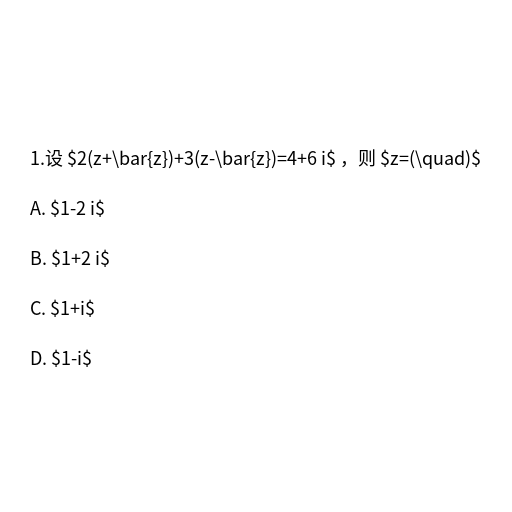 1.设 $2(z+\bar{z})+3(z-\bar{z})=4+6 i$ ，则 $z=(\quad)$
A. $1-2 i$
B. $1+2 i$
C. $1+i$
D. $1-i$